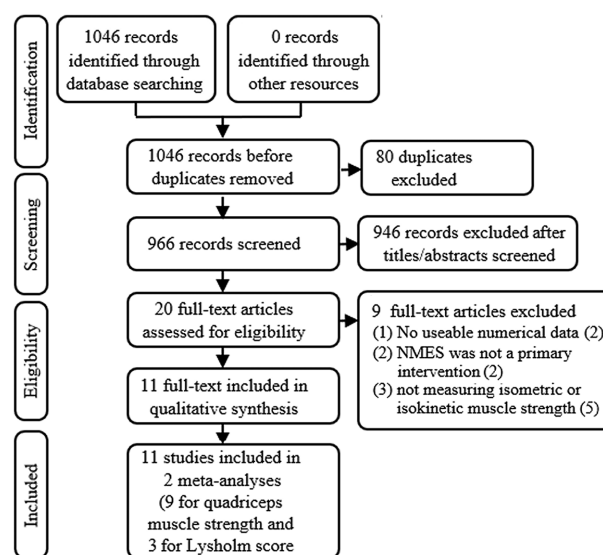 Identification
1046 records
identified through
database searching
0 records
identified through
other resources
1046 records before
duplicates removed
80 duplicates
excluded
Screening
966 records screened
946 records excluded after
titles/abstracts screened
Eligibility
20 full-text articles
assessed for eligibility
9 full-text articles excluded
(1) No useable numerical data (2)
(2) NMES was not a primary
intervention (2)
(3) not measuring isometric or
isokinetic muscle strength (5)
11 full-text included in
qualitative synthesis
Included
11 studies included in
2 meta-analyses
(9 for quadriceps
muscle strength and
3 for Lysholm score